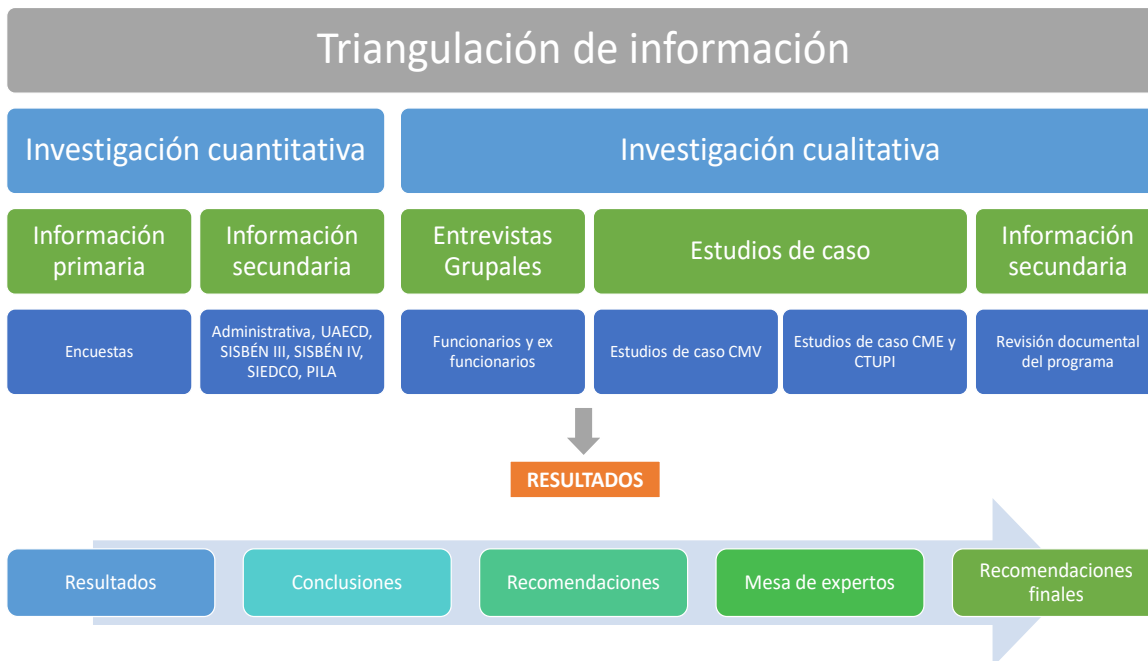 Triangulación de información
Investigación cuantitativa
Investigación cualitativa
Información
primaria
Información
secundaria
Entrevistas
Grupales
Estudios de caso
Información
secundaria
Encuestas
Administrativa, UAECD,
SISBÉN III, SISBÉN IV,
SIEDCO, PILA
Funcionarios y ex
funcionarios
Estudios de caso CMV
Estudios de caso CME y
CTUPI
Revisión documental
del programa
RESULTADOS
Resultados
Conclusiones
Recomendaciones
Mesa de expertos
Recomendaciones
finales